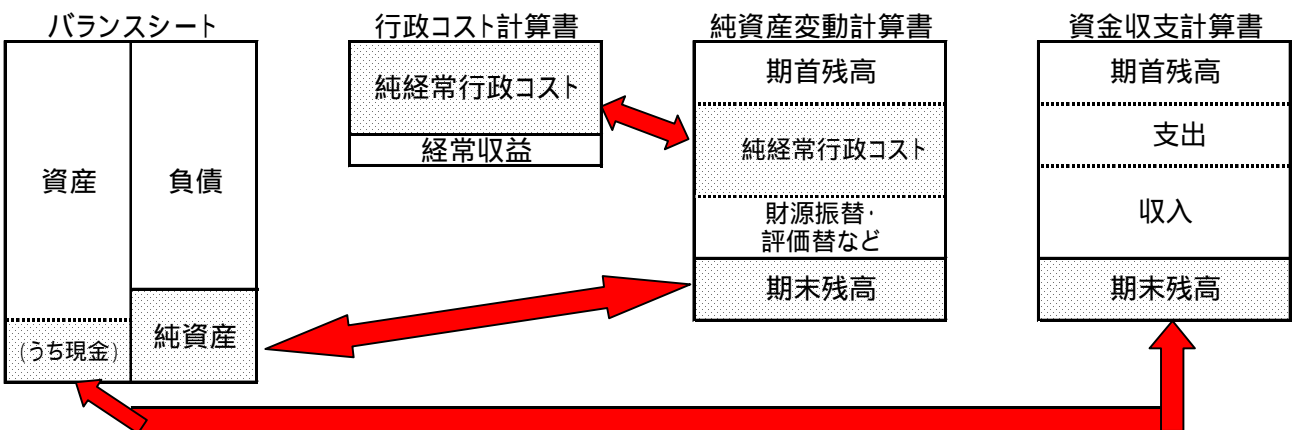 バランスシート
資産
負債
(うち現金)
純資産
行政コスト計算書
純経常行政コスト
経常収益
純資産変動計算書
期首残高
純経常行政コスト
財源振替・
評価替など
期末残高
資金収支計算書
期首残高
支出
収入
期末残高